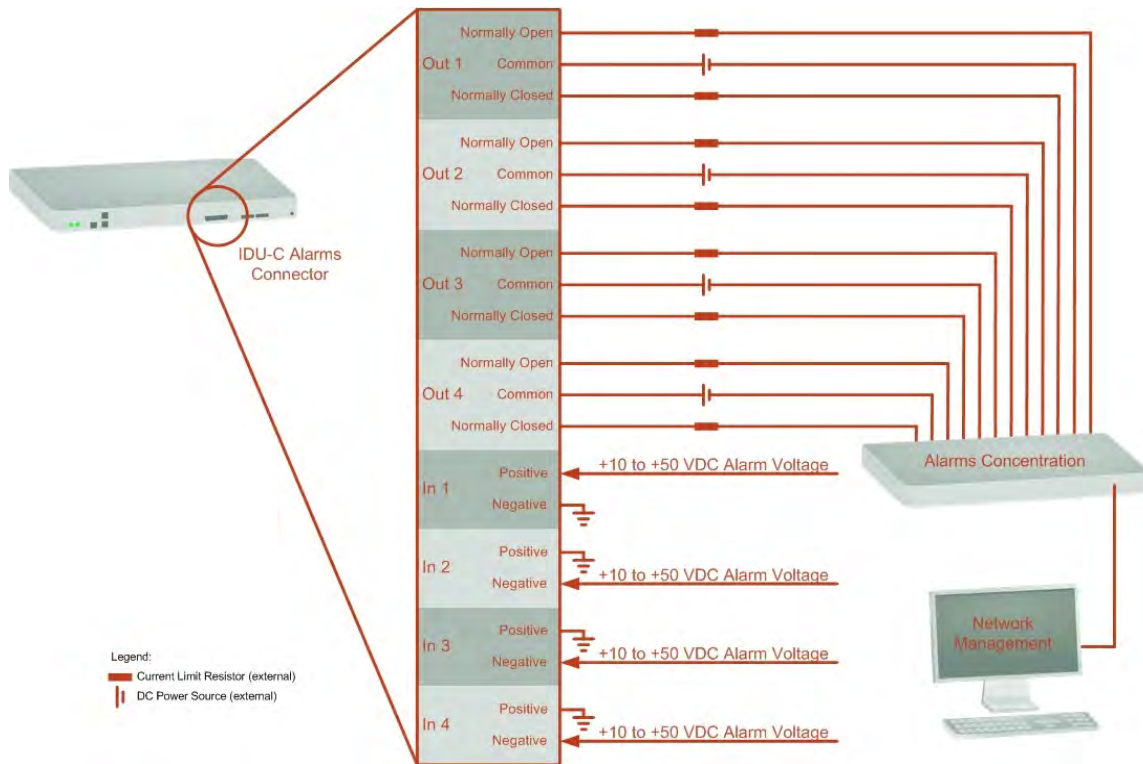 Normally Open
Out 1 Common
Normally Closed
Normally Open
Out 2 Common
Normally Closed
IDU-C Alarms
Connector
Normally Open
Out 3 Common
Normally Closed
Normally Open
Out 4 Common
Normally Closed
Alarms Concentration
In 1
Positive
+10 to +50 VDC Alarm Voltage
Negative
In 2
Positive
Negative
+10 to +50 VDC Alarm Voltage
In 3
Positive
Negative
+10 to +50 VDC Alarm Voltage
In 4
Positive
Negative
+10 to +50 VDC Alarm Voltage
Network
Management
Legend:
Current Limit Resistor (external)
DC Power Source (external)